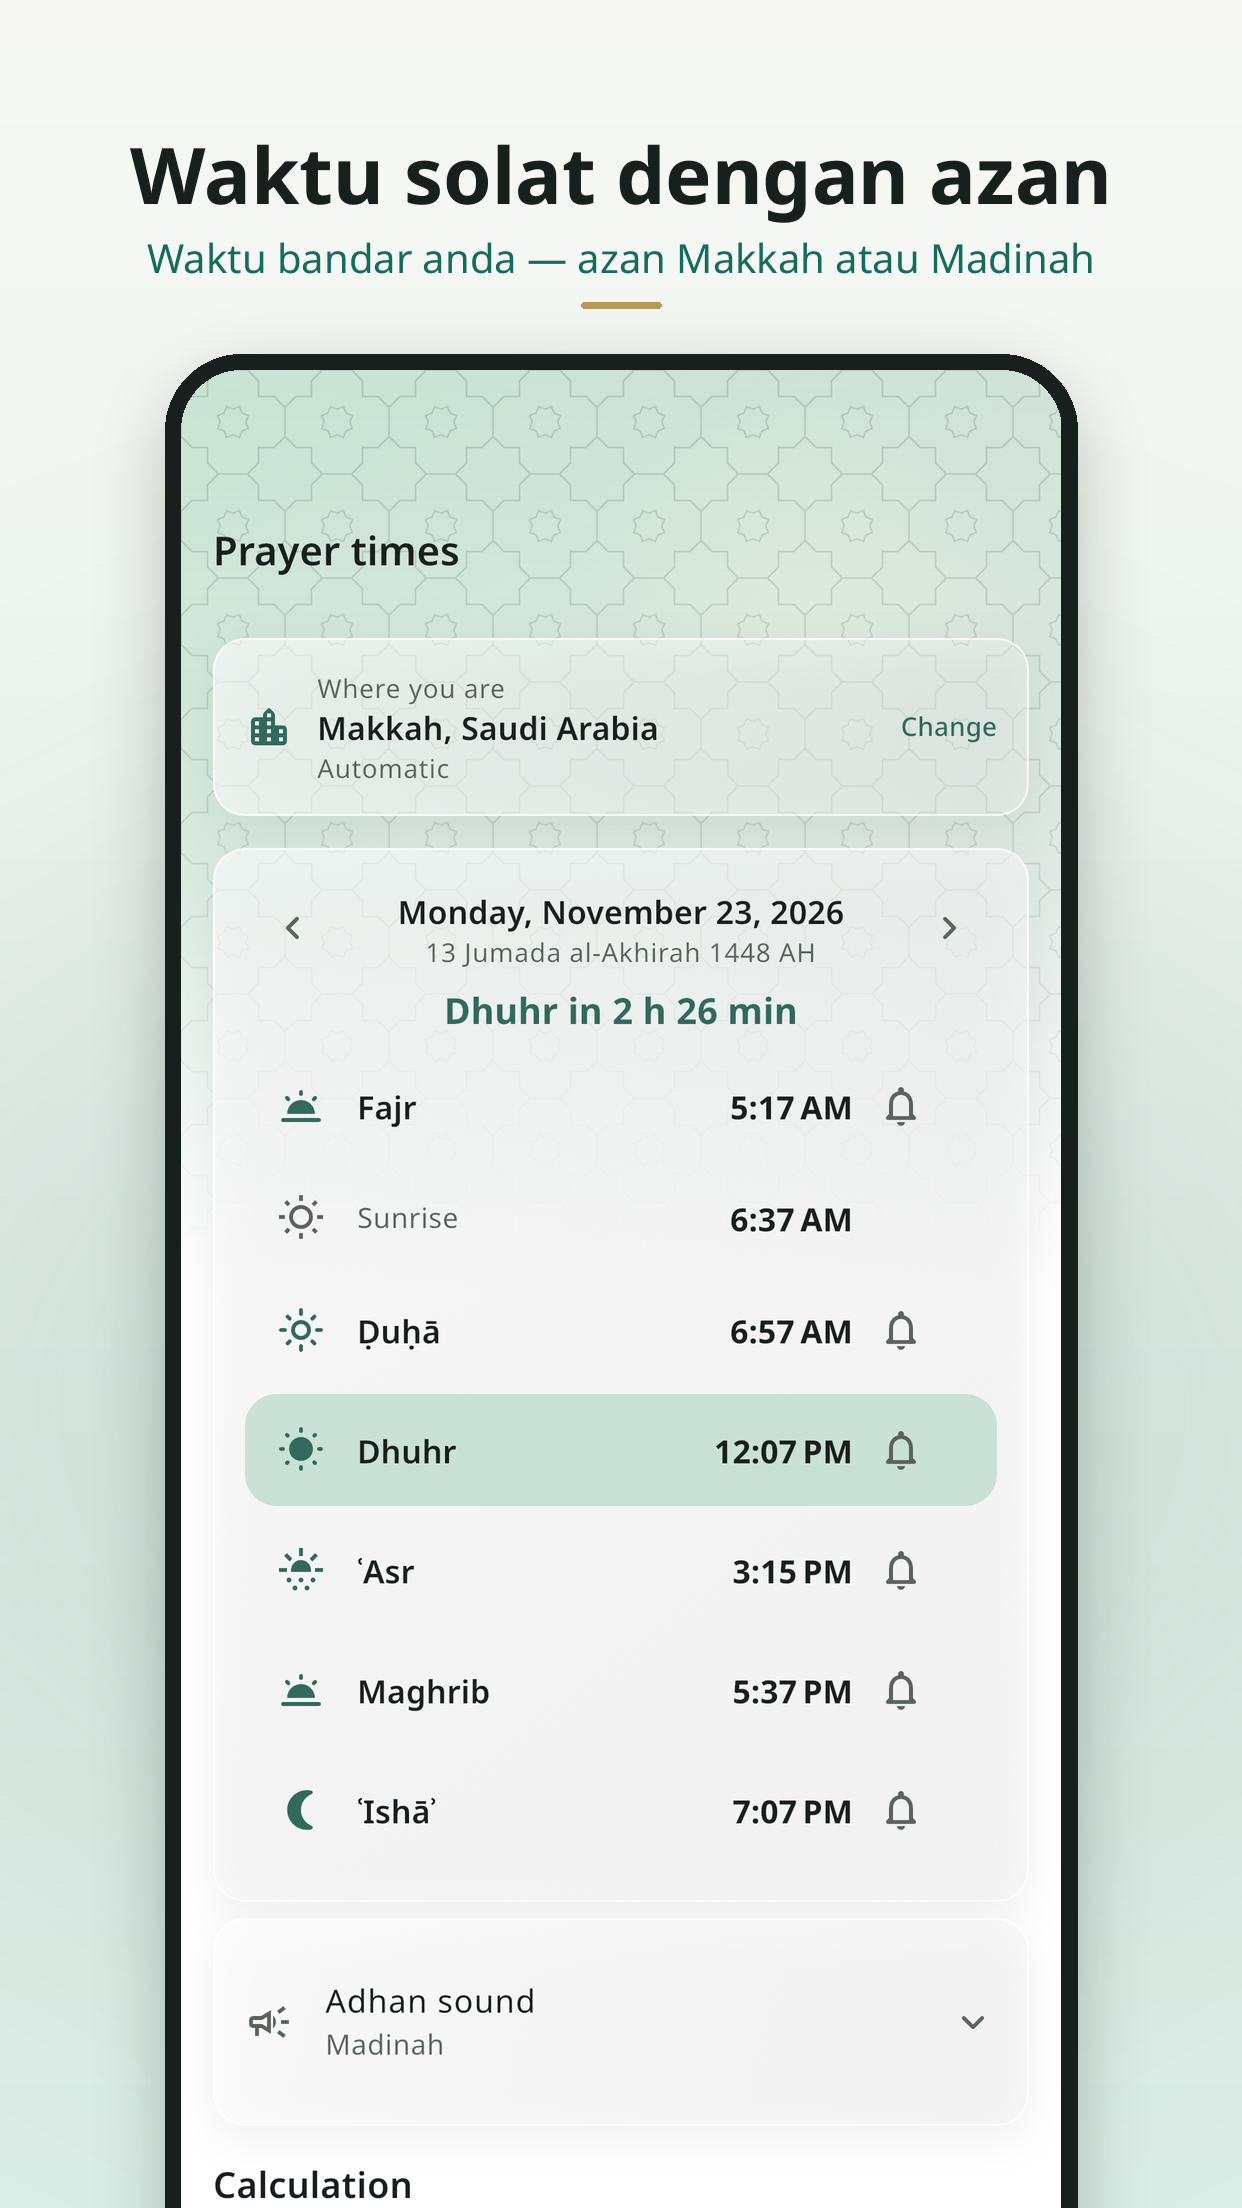 Waktu solat dengan azan
Waktu bandar anda — azan Makkah atau Madinah
Prayer times
Where you are
Makkah, Saudi Arabia
Automatic
Change
Monday, November 23, 2026
13 Jumada al-Akhirah 1448 AH
Dhuhr in 2 h 26 min
Fajr 5:17 AM
Sunrise 6:37 AM
Ḍuḥā 6:57 AM
Dhuhr 12:07 PM
ʿAsr 3:15 PM
Maghrib 5:37 PM
ʿIshāʾ 7:07 PM
Adhan sound
Madinah
Calculation